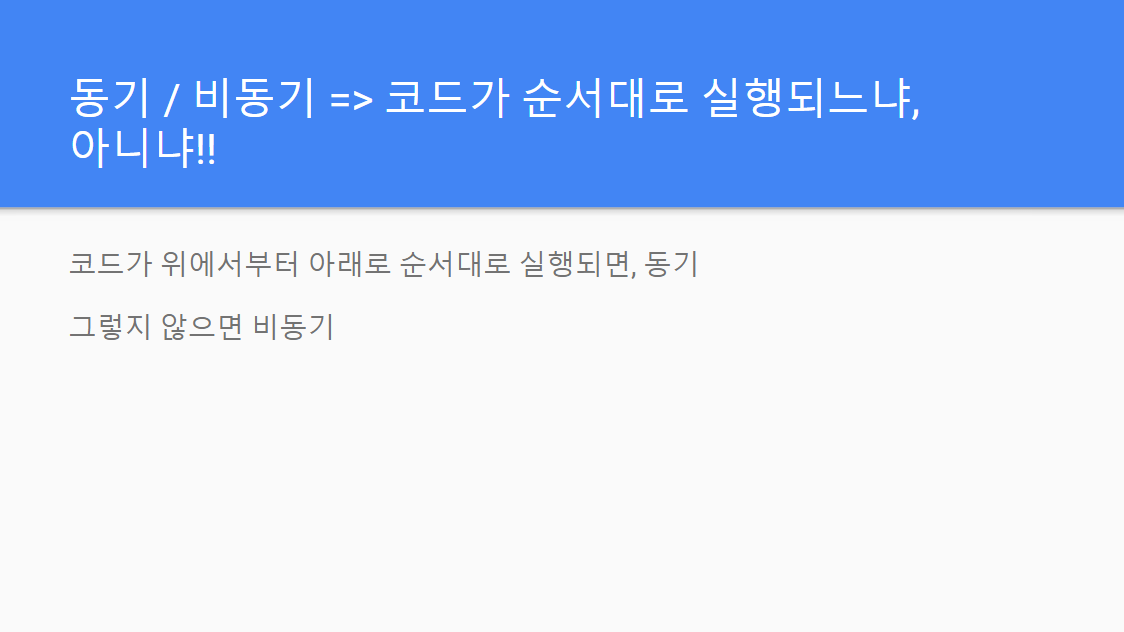 동기 / 비동기 => 코드가 순서대로 실행되느냐,
아니냐!!
코드가 위에서부터 아래로 순서대로 실행되면, 동기
그렇지 않으면 비동기